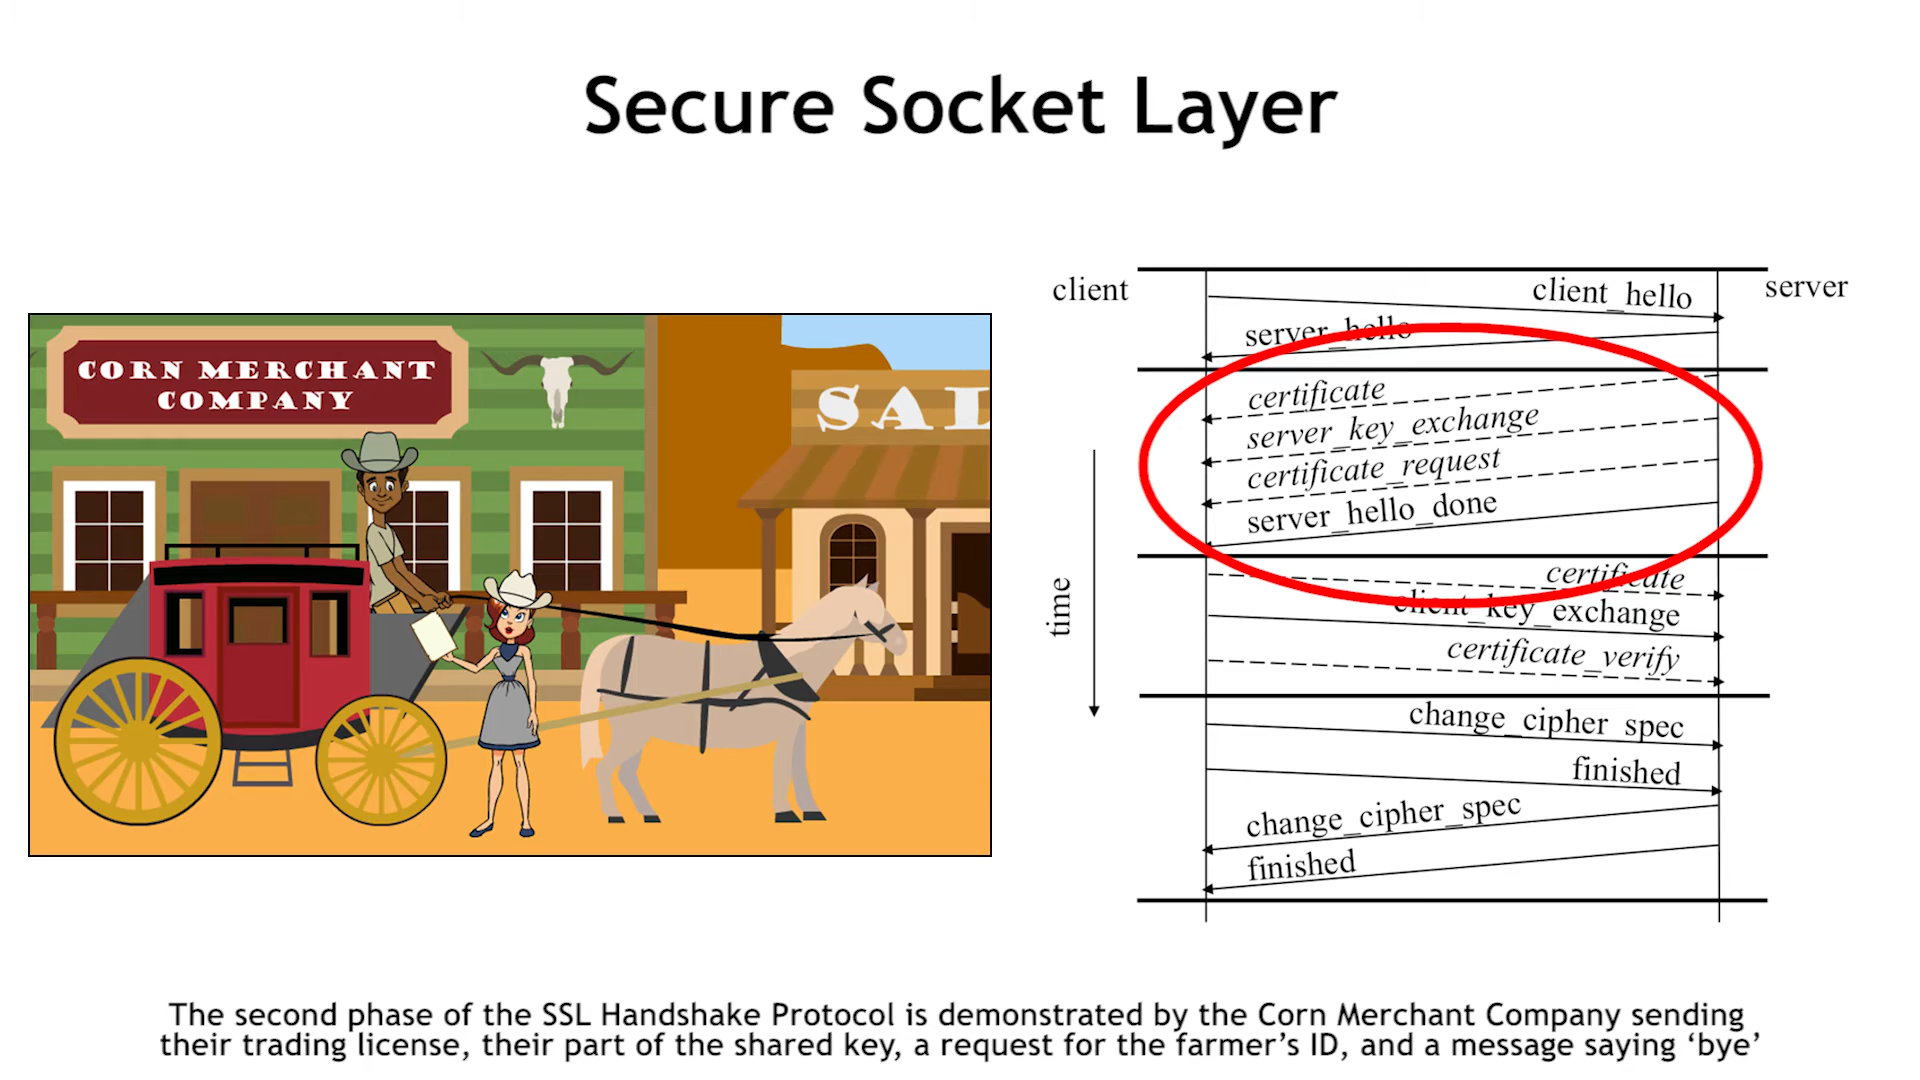 Secure Socket Layer
CORN MERCHANT
COMPANY
SAL
client
server
client_hello
server_hello
certificate
server_key_exchange
certificate_request
server_hello_done
time
certificate
client_key_exchange
certificate_verify
change_cipher_spec
finished
change_cipher_spec
finished
The second phase of the SSL Handshake Protocol is demonstrated by the Corn Merchant Company sending
their trading license, their part of the shared key, a request for the farmer’s ID, and a message saying ‘bye’